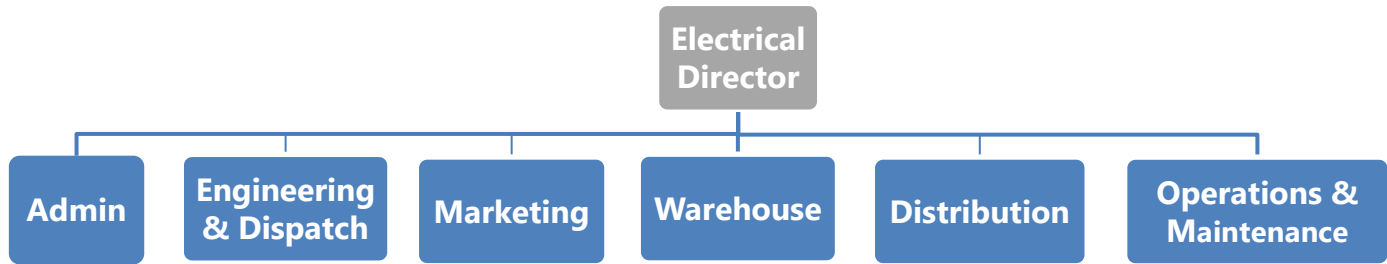 Electrical
Director
Admin
Engineering
& Dispatch
Marketing
Warehouse
Distribution
Operations &
Maintenance